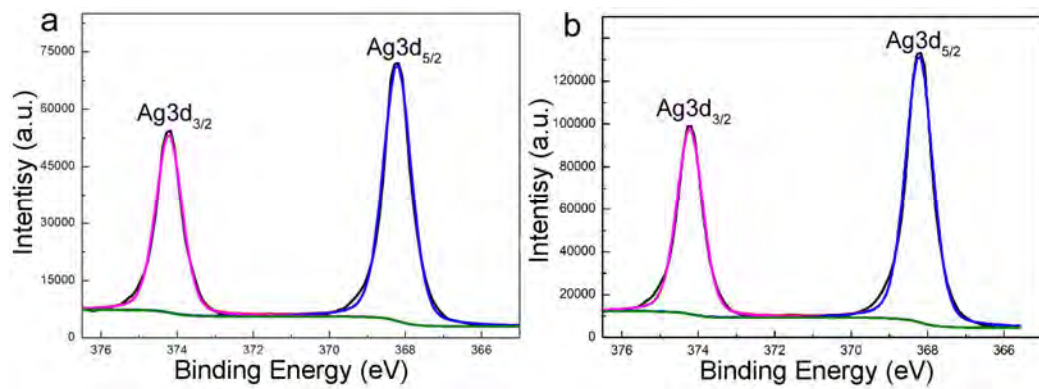 a
Ag3d5/2
Ag3d3/2
75000
60000
45000
30000
15000
0
376
374
372
370
368
366
Intentisy (a.u.)
Binding Energy (eV)
b
Ag3d5/2
Ag3d3/2
120000
100000
80000
60000
40000
20000
0
376
374
372
370
368
366
Intentisy (a.u.)
Binding Energy (eV)